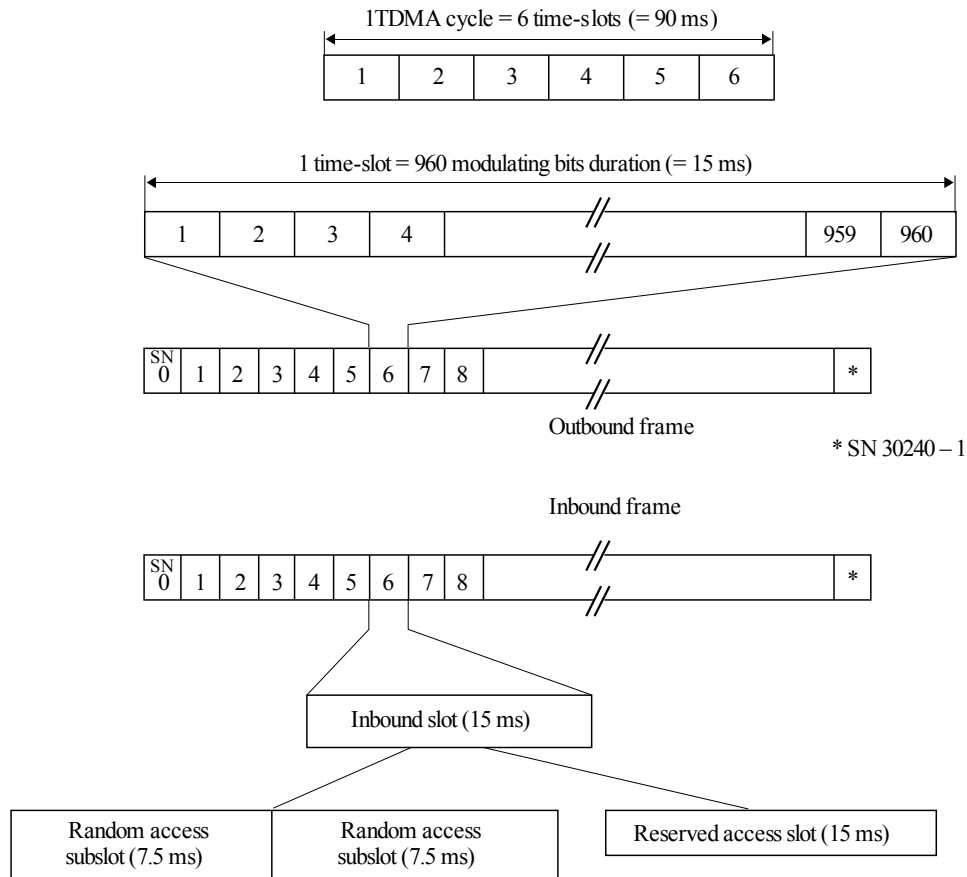 1TDMA cycle = 6 time-slots (= 90 ms)
1 2 3 4 5 6
1 time-slot = 960 modulating bits duration (= 15 ms)
1 2 3 4 959 960
SN
0 1 2 3 4 5 6 7 8 *
Outbound frame
* SN 30240 – 1
Inbound frame
SN
0 1 2 3 4 5 6 7 8 *
Inbound slot (15 ms)
Random access
subslot (7.5 ms)
Random access
subslot (7.5 ms)
Reserved access slot (15 ms)